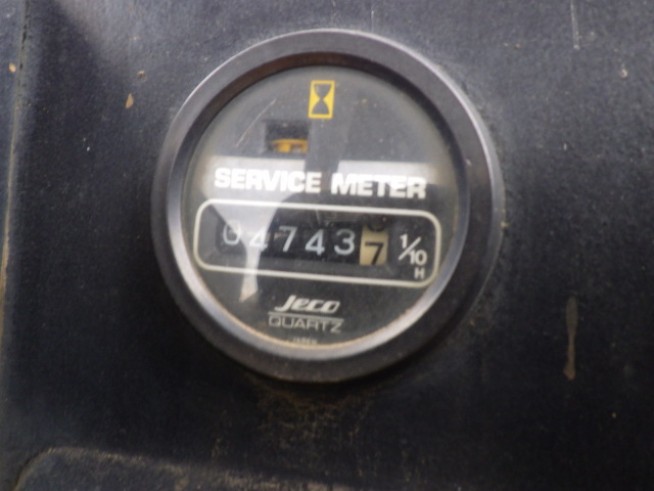 SERVICE METER
047437 1/10
H
Jeco
QUARTZ